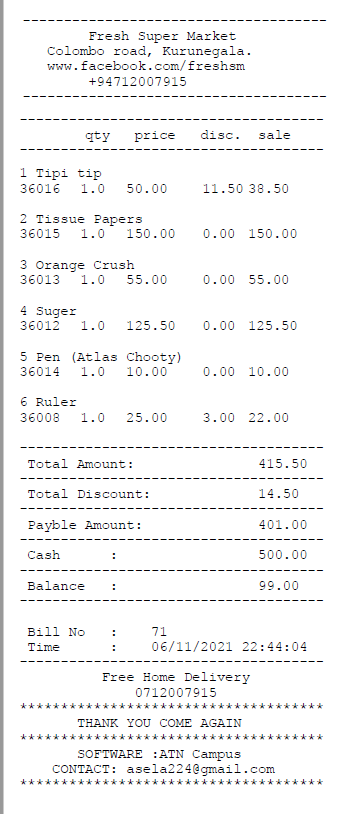 -------------------------------------
Fresh Super Market
Colombo road, Kurunegala.
www.facebook.com/freshsm
+94712007915
-------------------------------------
-------------------------------------
qty price disc. sale
-------------------------------------
1 Tipi tip
36016 1.0 50.00 11.50 38.50
2 Tissue Papers
36015 1.0 150.00 0.00 150.00
3 Orange Crush
36013 1.0 55.00 0.00 55.00
4 Suger
36012 1.0 125.50 0.00 125.50
5 Pen (Atlas Chooty)
36014 1.0 10.00 0.00 10.00
6 Ruler
36008 1.0 25.00 3.00 22.00
-------------------------------------
Total Amount: 415.50
-------------------------------------
Total Discount: 14.50
-------------------------------------
Payble Amount: 401.00
-------------------------------------
Cash : 500.00
-------------------------------------
Balance : 99.00
-------------------------------------
Bill No : 71
Time : 06/11/2021 22:44:04
-------------------------------------
Free Home Delivery
0712007915
*************************************
THANK YOU COME AGAIN
*************************************
SOFTWARE :ATN Campus
CONTACT: asela224@gmail.com
*************************************